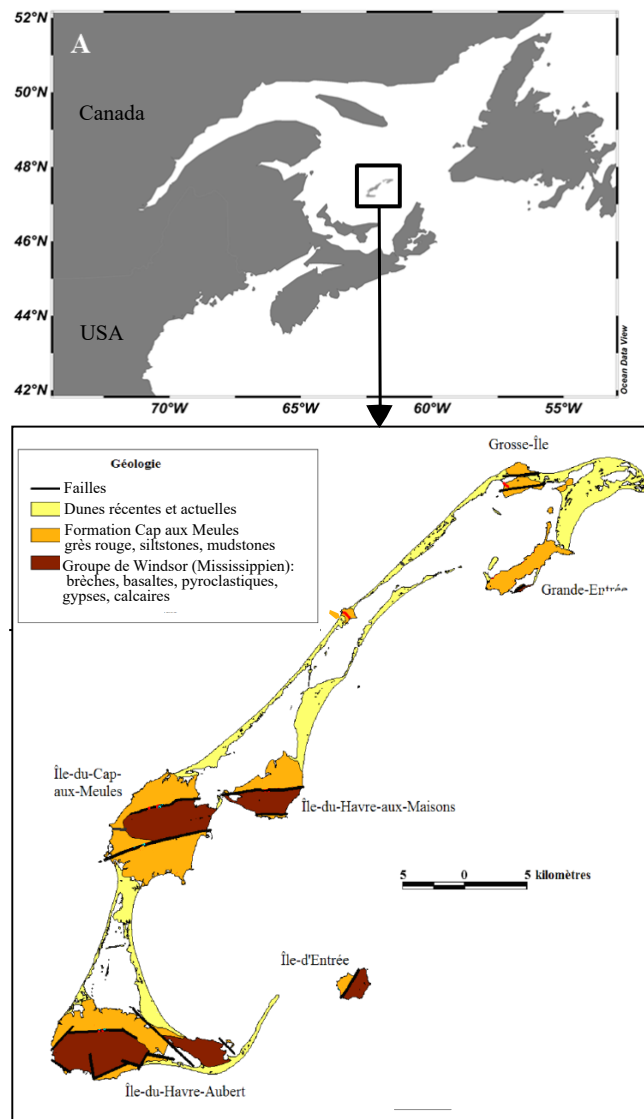 52°N
A
50°N
Canada
48°N
46°N
44°N
USA
42°N
70°W
65°W
60°W
55°W
Ocean Data View
Géologie
Failles
Dunes récentes et actuelles
Formation Cap aux Meules
grès rouge, siltstones, mudstones
Groupe de Windsor (Mississippien):
brèches, basaltes, pyroclastiques,
gypses, calcaires
Grosse-Île
Grande-Entrée
Île-du-Cap-
aux-Meules
Île-du-Havre-aux-Maisons
5 0 5 kilomètres
Île-d'Entrée
Île-du-Havre-Aubert